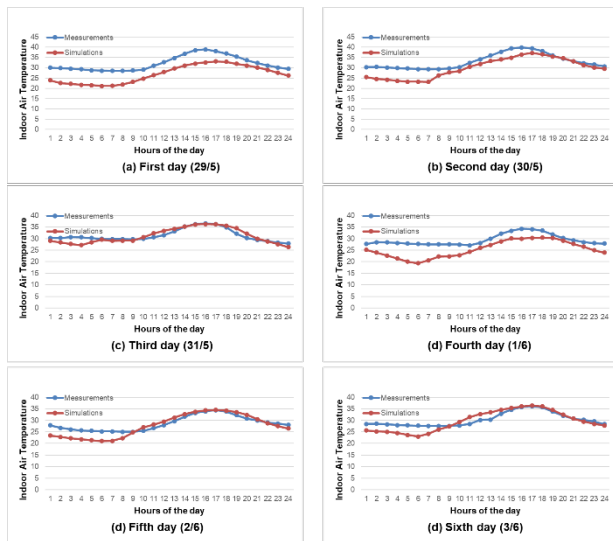 45
Measurements
40
Simulations
35
30
25
20
15
10
5
0
Indoor Air Temperature
1 2 3 4 5 6 7 8 9 10 11 12 13 14 15 16 17 18 19 20 21 22 23 24
Hours of the day
(a) First day (29/5)
45
Measurements
40
Simulations
35
30
25
20
15
10
5
0
Indoor Air Temperature
1 2 3 4 5 6 7 8 9 10 11 12 13 14 15 16 17 18 19 20 21 22 23 24
Hours of the day
(b) Second day (30/5)
40
Measurements
35
30
25
20
Simulations
15
10
5
0
Indoor Air Temperature
1 2 3 4 5 6 7 8 9 10 11 12 13 14 15 16 17 18 19 20 21 22 23 24
Hours of the day
(c) Third day (31/5)
40
Measurements
35
30
25
20
Simulations
15
10
5
0
Indoor Air Temperature
1 2 3 4 5 6 7 8 9 10 11 12 13 14 15 16 17 18 19 20 21 22 23 24
Hours of the day
(d) Fourth day (1/6)
40
Measurements
35
Simulations
30
25
20
15
10
5
0
Indoor Air Temperature
1 2 3 4 5 6 7 8 9 10 11 12 13 14 15 16 17 18 19 20 21 22 23 24
Hours of the day
(d) Fifth day (2/6)
40
Measurements
35
Simulations
30
25
20
15
10
5
0
Indoor Air Temperature
1 2 3 4 5 6 7 8 9 10 11 12 13 14 15 16 17 18 19 20 21 22 23 24
Hours of the day
(d) Sixth day (3/6)